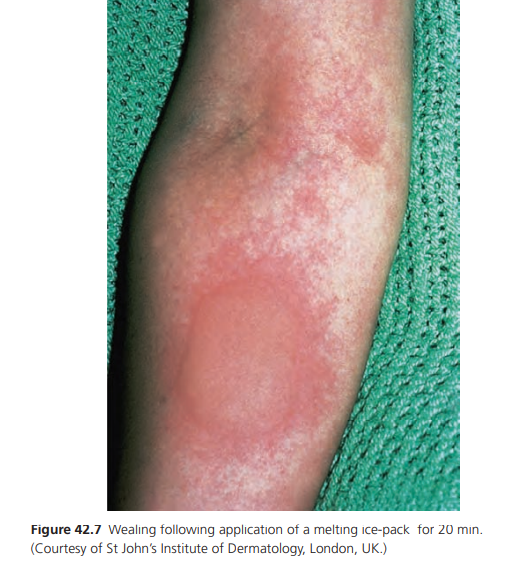 Figure 42.7 Wealing following application of a melting ice-pack for 20 min.
(Courtesy of St John’s Institute of Dermatology, London, UK.)